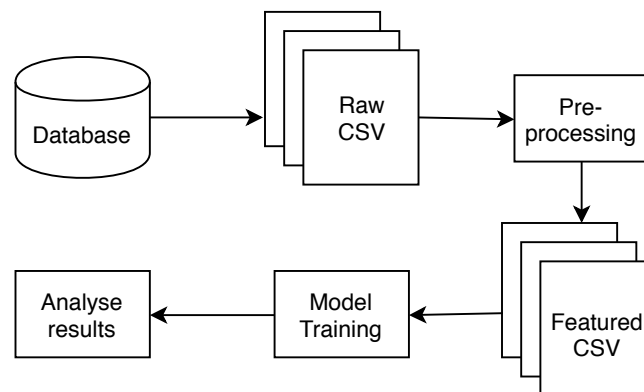 Database
Raw
CSV
Pre-
processing
Featured
CSV
Model
Training
Analyse
results